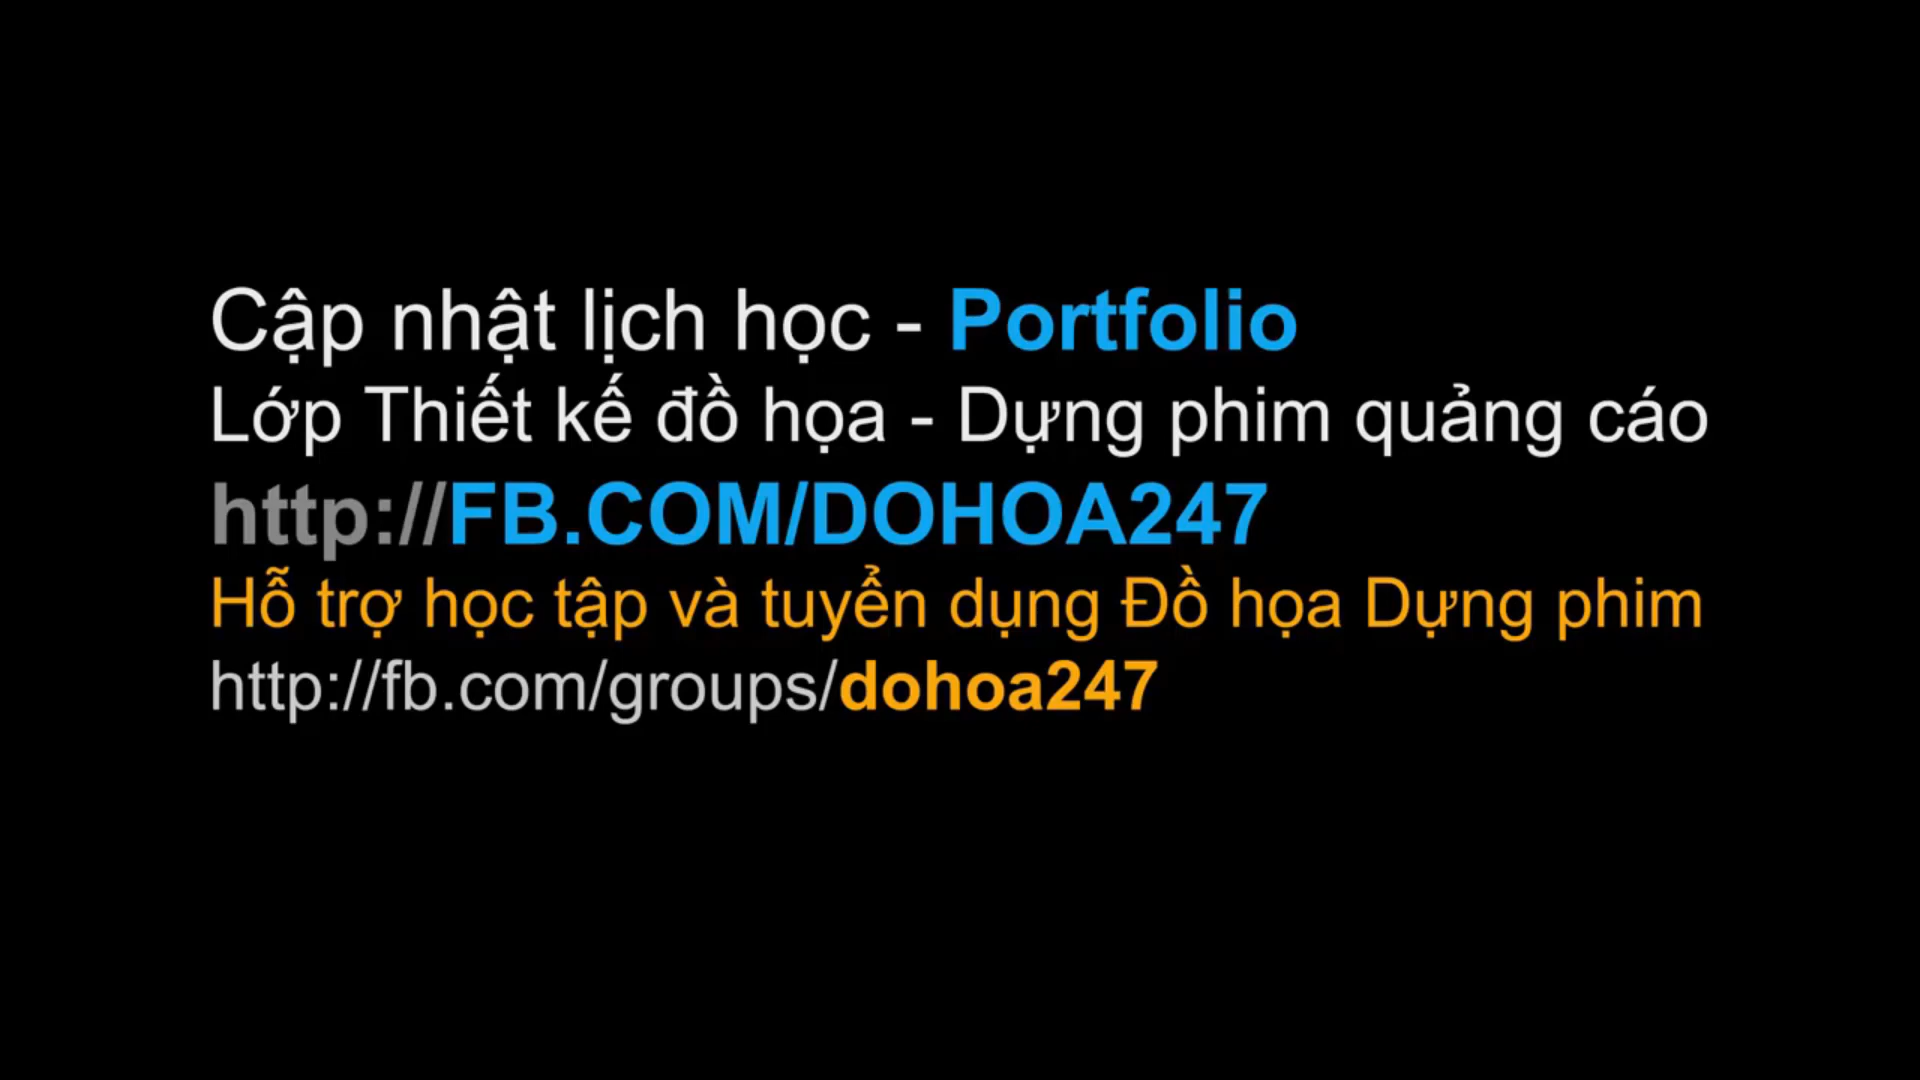 Cập nhật lịch học - Portfolio
Lớp Thiết kế đồ họa - Dựng phim quảng cáo
http://FB.COM/DOHOA247
Hỗ trợ học tập và tuyển dụng Đồ họa Dựng phim
http://fb.com/groups/dohoa247